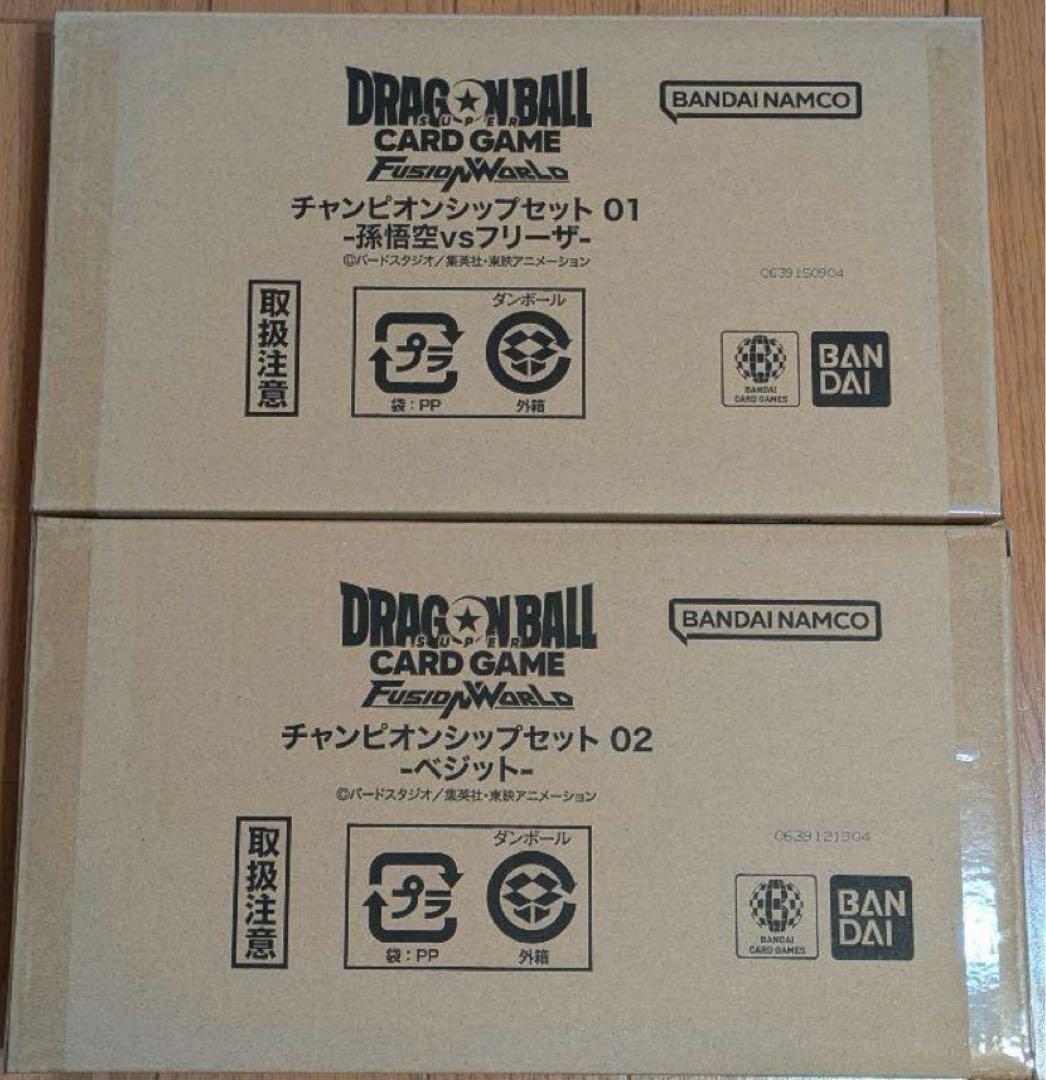 DRAGON BALL
SUPER
CARD GAME
FUSION WORLD
BANDAI NAMCO
チャンピオンシップセット 01
-孫悟空vsフリーザ-
©バードスタジオ／集英社・東映アニメーション
0639150904
取扱注意
ダンボール
プラ
袋：PP
外箱
B
BANDAI
CARD GAMES
BAN
DAI
DRAGON BALL
SUPER
CARD GAME
FUSION WORLD
BANDAI NAMCO
チャンピオンシップセット 02
-ベジット-
©バードスタジオ／集英社・東映アニメーション
0639121904
取扱注意
ダンボール
プラ
袋：PP
外箱
B
BANDAI
CARD GAMES
BAN
DAI